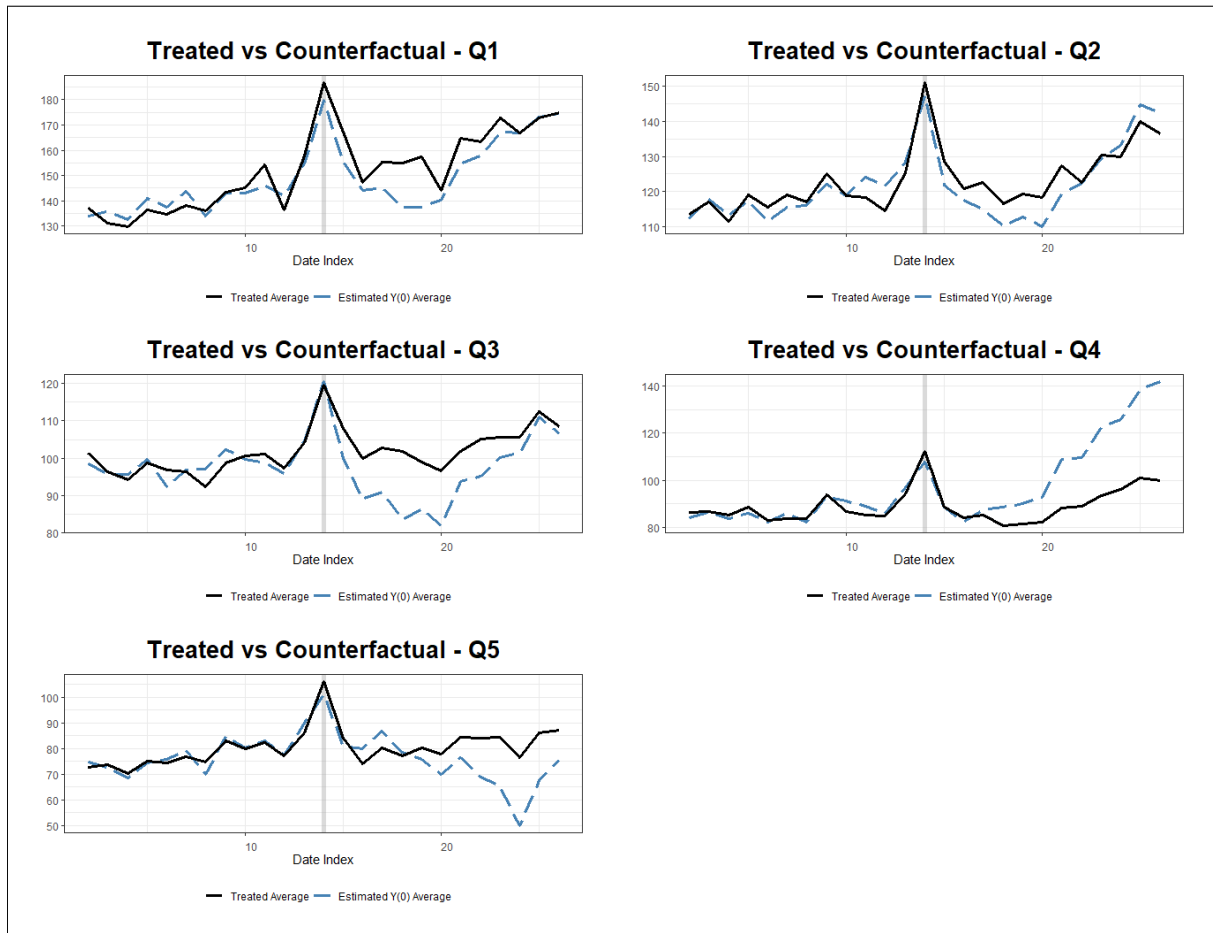 Treated vs Counterfactual - Q1
180
170
160
150
140
130
10
20
Date Index
Treated Average
Estimated Y(0) Average
Treated vs Counterfactual - Q2
150
140
130
120
110
10
20
Date Index
Treated Average
Estimated Y(0) Average
Treated vs Counterfactual - Q3
120
110
100
90
80
10
20
Date Index
Treated Average
Estimated Y(0) Average
Treated vs Counterfactual - Q4
140
120
100
80
10
20
Date Index
Treated Average
Estimated Y(0) Average
Treated vs Counterfactual - Q5
100
90
80
70
60
50
10
20
Date Index
Treated Average
Estimated Y(0) Average